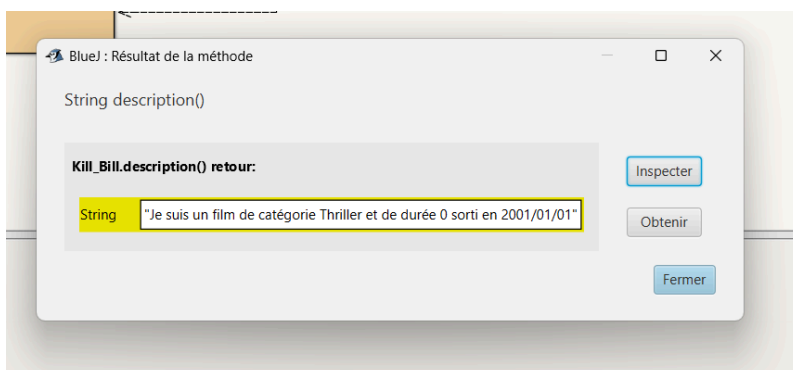 BlueJ : Résultat de la méthode
String description()
Kill_Bill.description() retour:
Inspecter
String "Je suis un film de catégorie Thriller et de durée 0 sorti en 2001/01/01"
Obtenir
Fermer